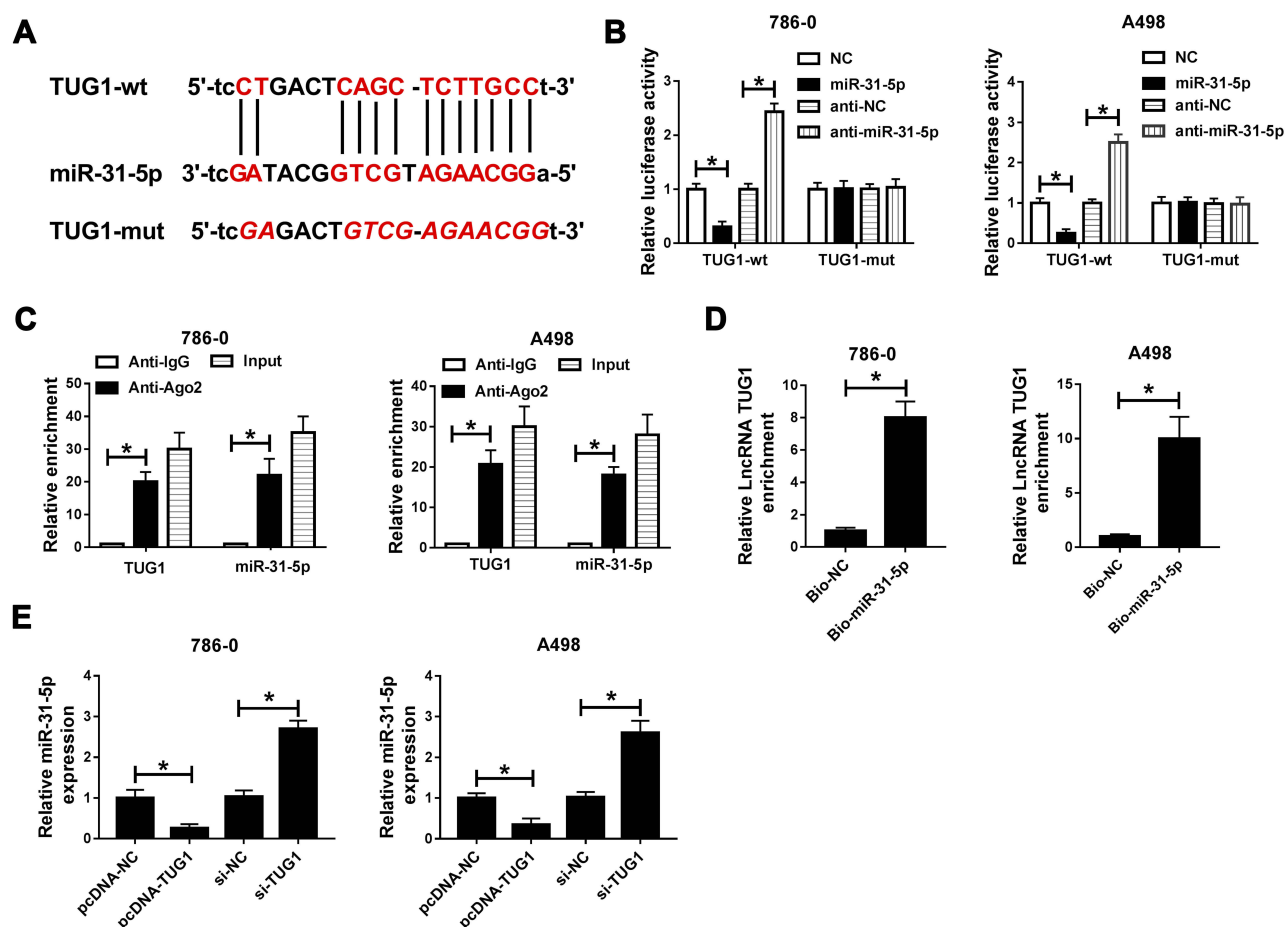 A
TUG1-wt 5'-tcCTGACTCAGC -TCTTGCCt-3'
miR-31-5p 3'-tcGATACGGTCGTAGAACGGa-5'
TUG1-mut 5'-tcGAGACTGTCG-AGAACGGt-3'
B
786-0
NC
miR-31-5p
anti-NC
anti-miR-31-5p
Relative luciferase activity
3
2
1
0
* *
TUG1-wt TUG1-mut
A498
NC
miR-31-5p
anti-NC
anti-miR-31-5p
Relative luciferase activity
4
3
2
1
0
* *
TUG1-wt TUG1-mut
C
786-0
Anti-IgG Input
Anti-Ago2
Relative enrichment
50
40
30
20
10
0
* *
TUG1 miR-31-5p
A498
Anti-IgG Input
Anti-Ago2
Relative enrichment
40
30
20
10
0
* *
TUG1 miR-31-5p
D
786-0
Relative LncRNA TUG1
enrichment
10
8
6
4
2
0
*
Bio-NC
Bio-miR-31-5p
A498
Relative LncRNA TUG1
enrichment
15
10
5
0
*
Bio-NC
Bio-miR-31-5p
E
786-0
Relative miR-31-5p
expression
4
3
2
1
0
* *
pcDNA-NC
pcDNA-TUG1
si-NC
si-TUG1
A498
Relative miR-31-5p
expression
4
3
2
1
0
* *
pcDNA-NC
pcDNA-TUG1
si-NC
si-TUG1